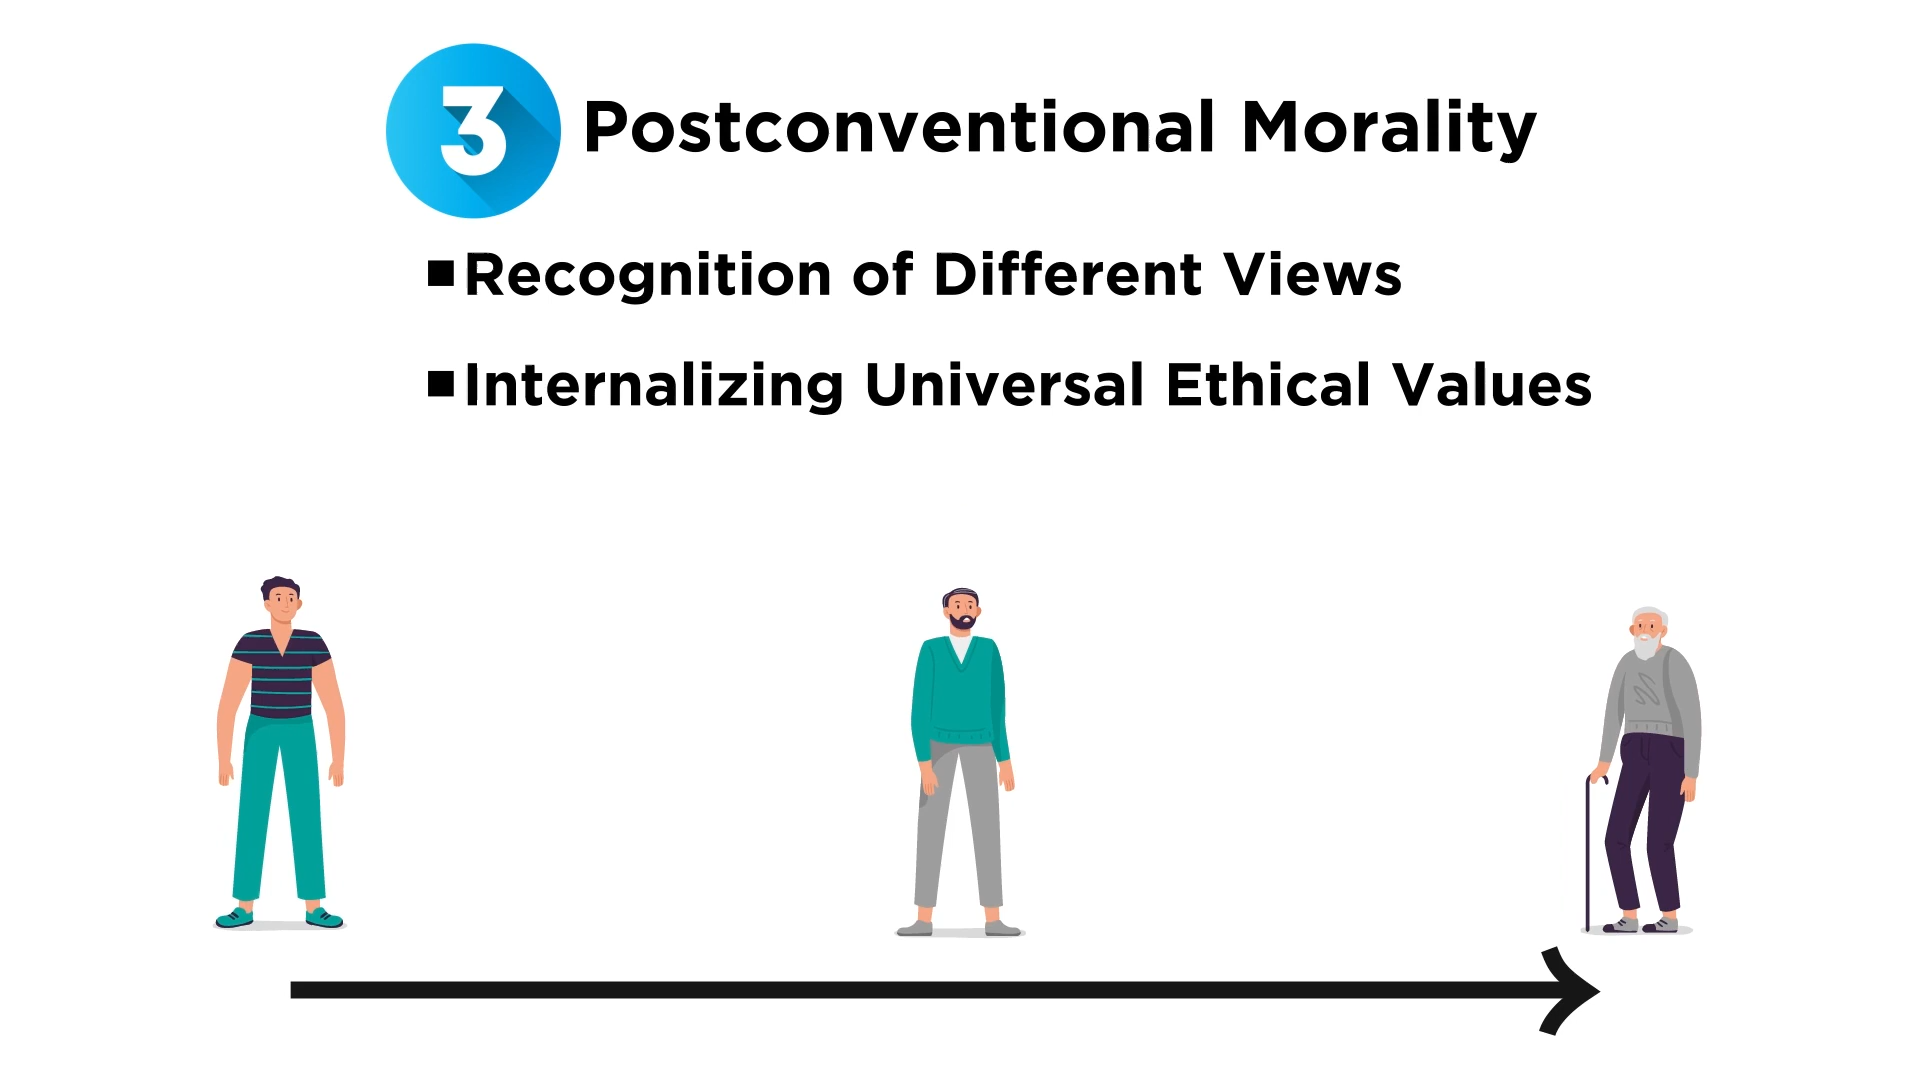 3 Postconventional Morality
▪Recognition of Different Views
▪Internalizing Universal Ethical Values